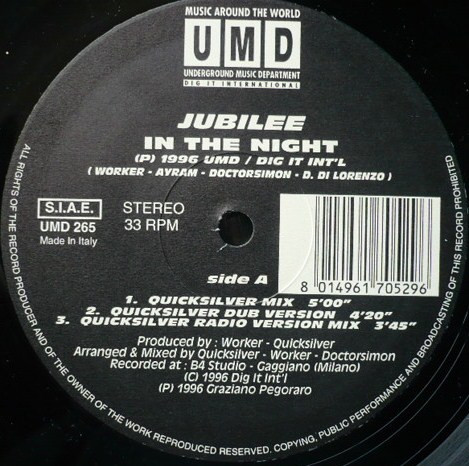 MUSIC AROUND THE WORLD
UMD
UNDERGROUND MUSIC DEPARTMENT
DIG IT INTERNATIONAL
JUBILEE
IN THE NIGHT
(P) 1996 UMD / DIG IT INT'L
( WORKER - AYRAM - DOCTORSIMON - D. DI LORENZO )
S.I.A.E.
UMD 265
Made in Italy
STEREO
33 RPM
8 014961 705296
side A
1. QUICKSILVER MIX 5'00"
2. QUICKSILVER DUB VERSION 4'20"
3. QUICKSILVER RADIO VERSION MIX 3'45"
Produced by : Worker - Quicksilver
Arranged & Mixed by Quicksilver - Worker - Doctorsimon
Recorded at : B4 Studio - Gaggiano (Milano)
(C) 1996 Dig It Int'l
(P) 1996 Graziano Pegoraro
ALL RIGHTS OF THE RECORD PRODUCER AND OF THE OWNER OF THE WORK REPRODUCED RESERVED. COPYING, PUBLIC PERFORMANCE AND BROADCASTING OF THIS RECORD PROHIBITED